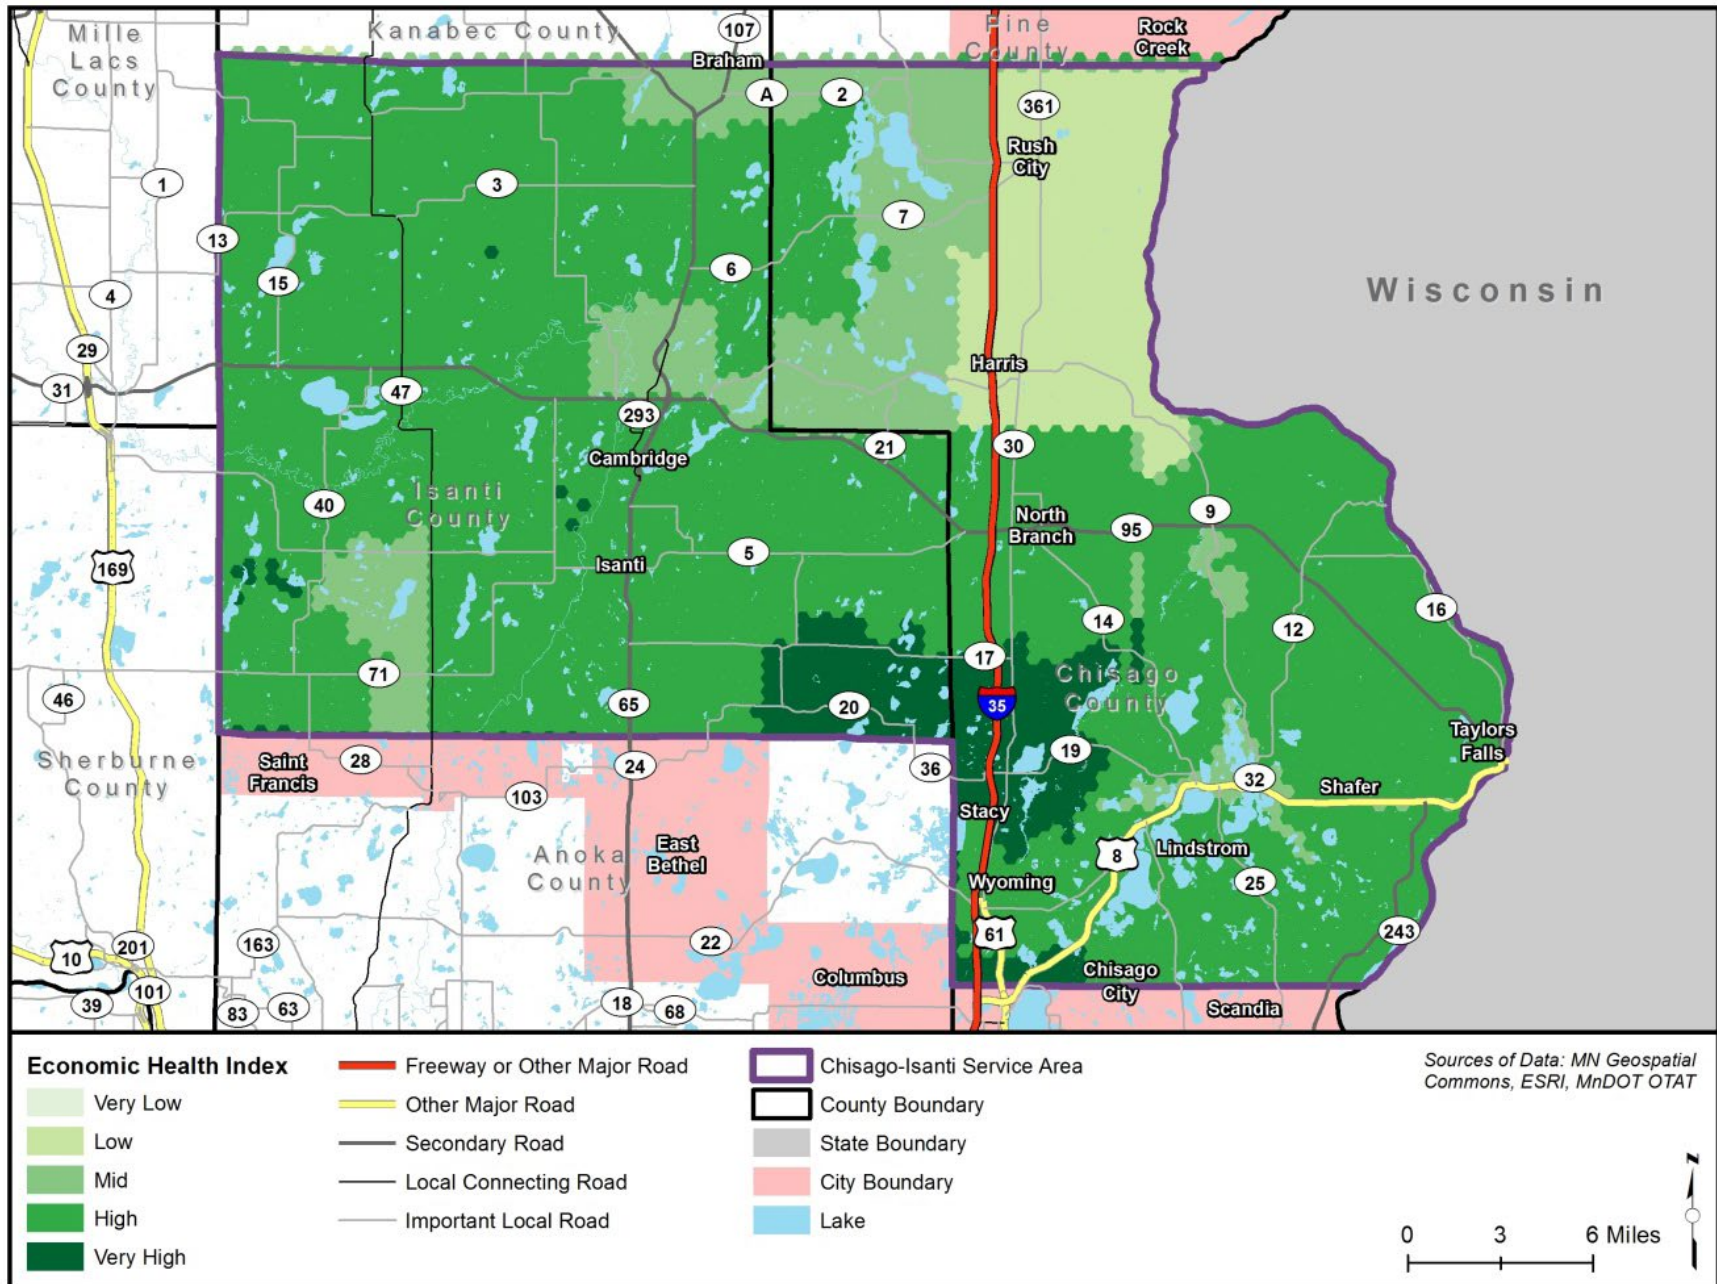 Mille
Lacs
County
Kanabec County
107
Pine
County
Rock
Creek
Braham
A
2
361
Rush
City
1
3
7
13
6
15
4
Wisconsin
29
Harris
31
47
293
30
21
Cambridge
Isanti
County
40
9
North
Branch
95
5
Isanti
169
16
14
12
17
Chisago
County
71
46
65
20
35
Taylors
Falls
19
Sherburne
County
Saint
Francis
28
24
36
32
Shafer
103
Stacy
East
Bethel
Anoka
County
8
Lindstrom
Wyoming
25
61
243
163
22
201
10
Columbus
Chisago
City
39
101
83
63
18
68
Scandia
Economic Health Index
Very Low
Low
Mid
High
Very High
Freeway or Other Major Road
Other Major Road
Secondary Road
Local Connecting Road
Important Local Road
Chisago-Isanti Service Area
County Boundary
State Boundary
City Boundary
Lake
Sources of Data: MN Geospatial
Commons, ESRI, MnDOT OTAT
N
0 3 6 Miles